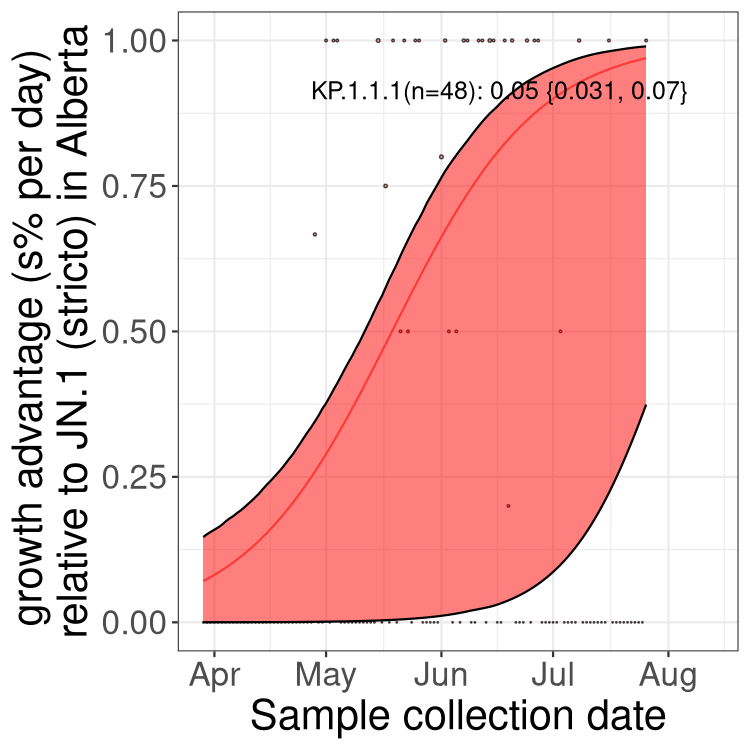 growth advantage (s% per day)
relative to JN.1 (stricto) in Alberta
1.00
0.75
0.50
0.25
0.00
KP.1.1.1(n=48): 0.05 {0.031, 0.07}
Apr May Jun Jul Aug
Sample collection date